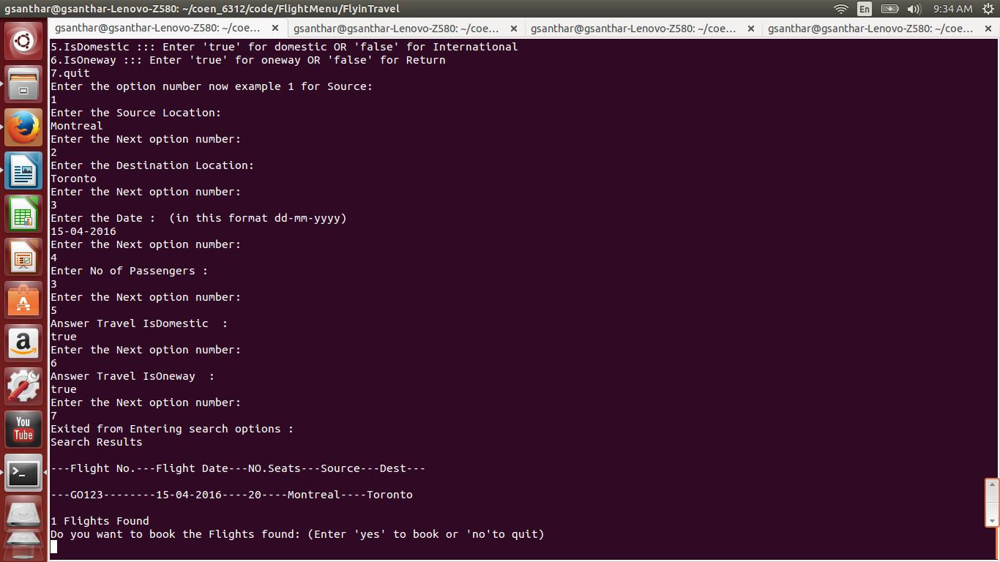 gsanthar@gsanthar-Lenovo-Z580: ~/coen_6312/code/FlightMenu/FlyinTravel
En
9:34 AM
gsanthar@gsanthar-Lenovo-Z580: ~/coe... ×
gsanthar@gsanthar-Lenovo-Z580: ~/coe... ×
gsanthar@gsanthar-Lenovo-Z580: ~/coe... ×
gsanthar@gsanthar-Lenovo-Z580: ~/coe... ×
5.IsDomestic ::: Enter 'true' for domestic OR 'false' for International
6.IsOneway ::: Enter 'true' for oneway OR 'false' for Return
7.quit
Enter the option number now example 1 for Source:
1
Enter the Source Location:
Montreal
Enter the Next option number:
2
Enter the Destination Location:
Toronto
Enter the Next option number:
3
Enter the Date :  (in this format dd-mm-yyyy)
15-04-2016
Enter the Next option number:
4
Enter No of Passengers :
3
Enter the Next option number:
5
Answer Travel IsDomestic  :
true
Enter the Next option number:
6
Answer Travel IsOneway  :
true
Enter the Next option number:
7
Exited from Entering search options :
Search Results
---Flight No.---Flight Date---NO.Seats---Source---Dest---
---GO123--------15-04-2016----20----Montreal----Toronto
1 Flights Found
Do you want to book the Flights found: (Enter 'yes' to book or 'no'to quit)
A
a
You
Tube
>_